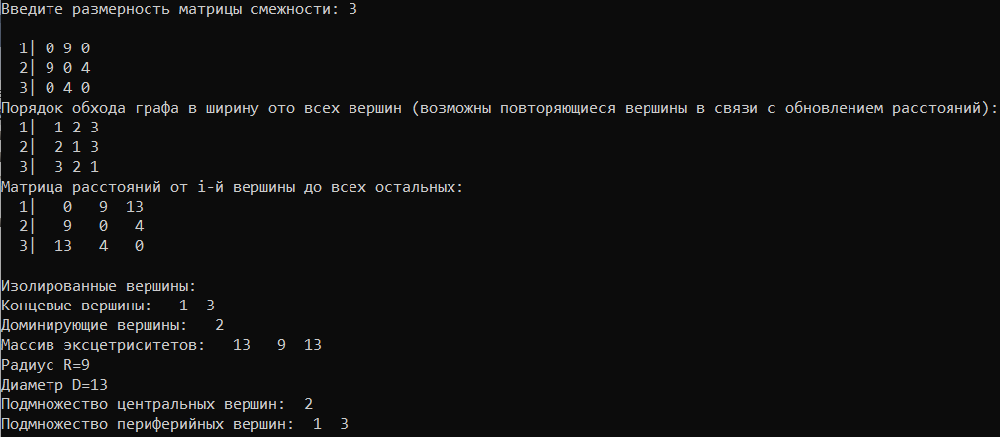 Введите размерность матрицы смежности: 3
1| 0 9 0
2| 9 0 4
3| 0 4 0
Порядок обхода графа в ширину ото всех вершин (возможны повторяющиеся вершины в связи с обновлением расстояний):
1| 1 2 3
2| 2 1 3
3| 3 2 1
Матрица расстояний от i-й вершины до всех остальных:
1| 0 9 13
2| 9 0 4
3| 13 4 0
Изолированные вершины:
Концевые вершины: 1 3
Доминирующие вершины: 2
Массив эксцетриситетов: 13 9 13
Радиус R=9
Диаметр D=13
Подмножество центральных вершин: 2
Подмножество периферийных вершин: 1 3